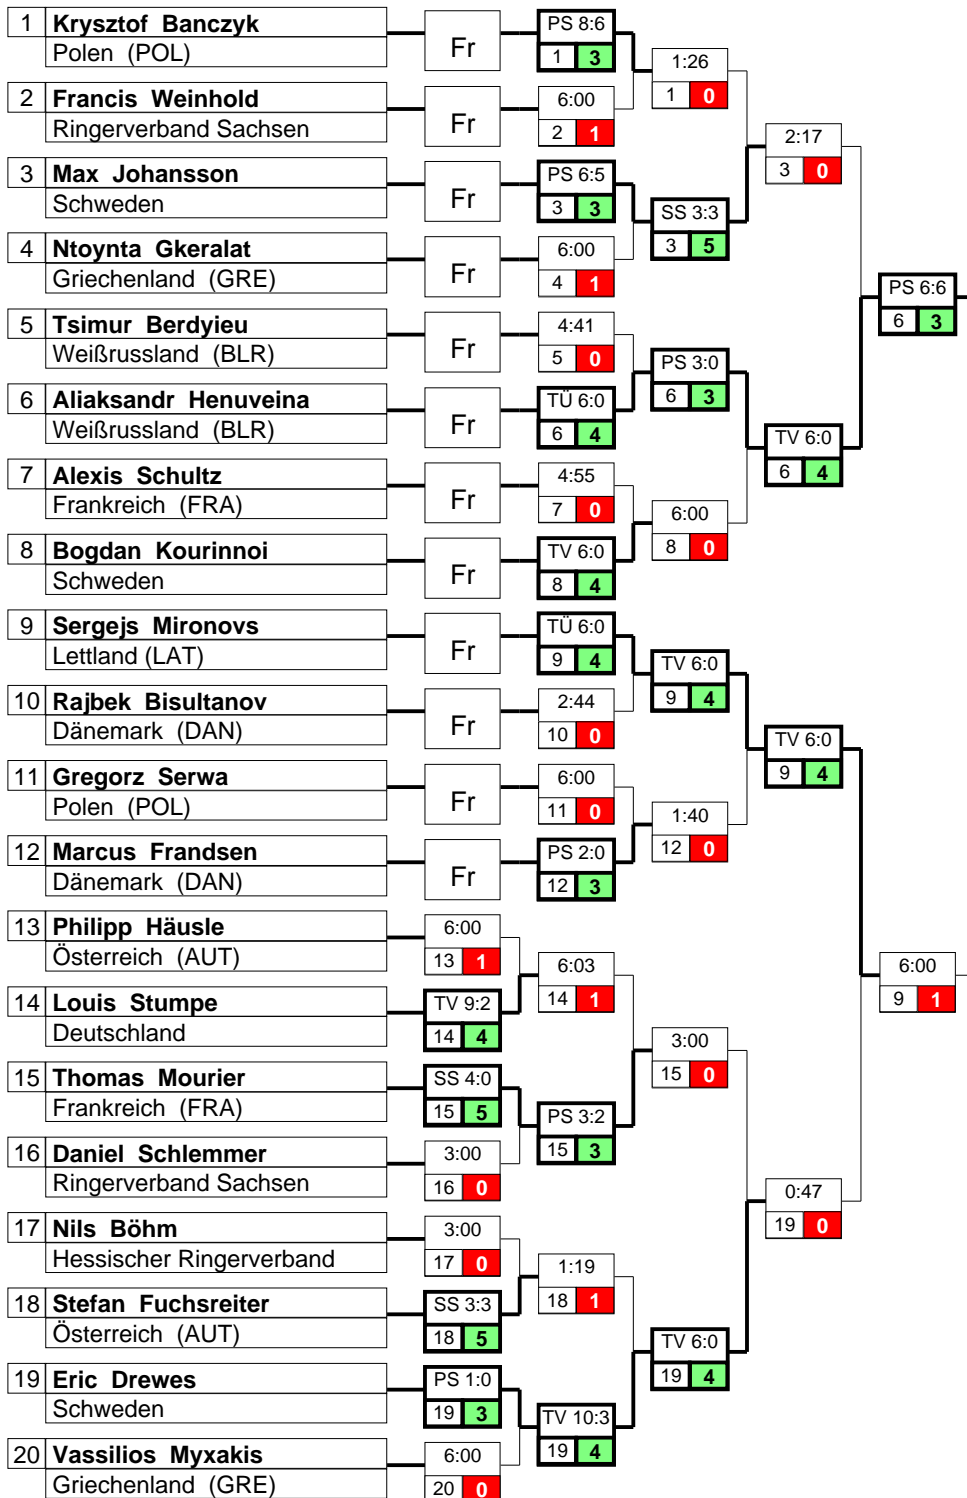 1 Krysztof Banczyk
Polen (POL)
Fr
PS 8:6
1 3
1:26
1 0
2 Francis Weinhold
Ringerverband Sachsen
Fr
6:00
2 1
2:17
3 0
3 Max Johansson
Schweden
Fr
PS 6:5
3 3
SS 3:3
3 5
4 Ntoynta Gkeralat
Griechenland (GRE)
Fr
6:00
4 1
PS 6:6
6 3
5 Tsimur Berdyieu
Weißrussland (BLR)
Fr
4:41
5 0
PS 3:0
6 3
6 Aliaksandr Henuveina
Weißrussland (BLR)
Fr
TÜ 6:0
6 4
TV 6:0
6 4
7 Alexis Schultz
Frankreich (FRA)
Fr
4:55
7 0
6:00
8 0
8 Bogdan Kourinnoi
Schweden
Fr
TV 6:0
8 4
9 Sergejs Mironovs
Lettland (LAT)
Fr
TÜ 6:0
9 4
TV 6:0
9 4
10 Rajbek Bisultanov
Dänemark (DAN)
Fr
2:44
10 0
TV 6:0
9 4
11 Gregorz Serwa
Polen (POL)
Fr
6:00
11 0
1:40
12 0
12 Marcus Frandsen
Dänemark (DAN)
Fr
PS 2:0
12 3
13 Philipp Häusle
Österreich (AUT)
6:00
13 1
6:03
14 1
6:00
9 1
14 Louis Stumpe
Deutschland
TV 9:2
14 4
3:00
15 0
15 Thomas Mourier
Frankreich (FRA)
SS 4:0
15 5
PS 3:2
15 3
16 Daniel Schlemmer
Ringerverband Sachsen
3:00
16 0
0:47
19 0
17 Nils Böhm
Hessischer Ringerverband
3:00
17 0
1:19
18 1
18 Stefan Fuchsreiter
Österreich (AUT)
SS 3:3
18 5
TV 6:0
19 4
19 Eric Drewes
Schweden
PS 1:0
19 3
TV 10:3
19 4
20 Vassilios Myxakis
Griechenland (GRE)
6:00
20 0